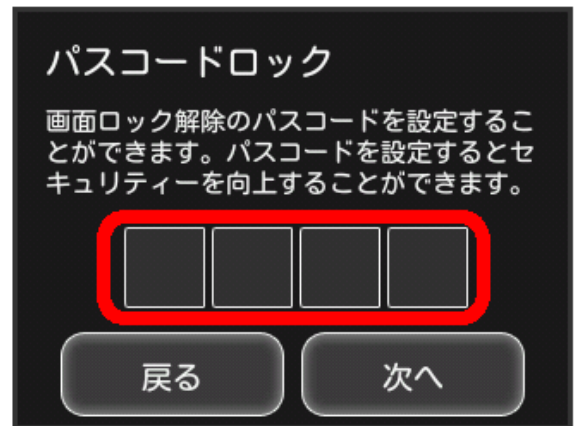 パスコードロック
画面ロック解除のパスコードを設定するこ
とができます。パスコードを設定するとセ
キュリティーを向上することができます。
戻る
次へ